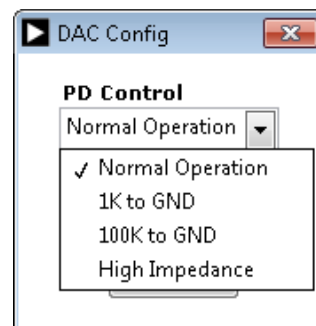 DAC Config
PD Control
Normal Operation
Normal Operation
1K to GND
100K to GND
High Impedance